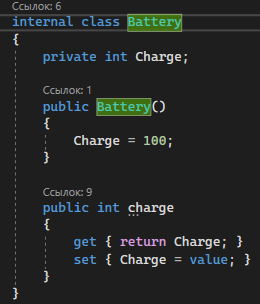 Ссылок: 6
internal class Battery
{
private int Charge;
Ссылок: 1
public Battery()
{
Charge = 100;
}
Ссылок: 9
public int charge
{
get { return Charge; }
set { Charge = value; }
}
}